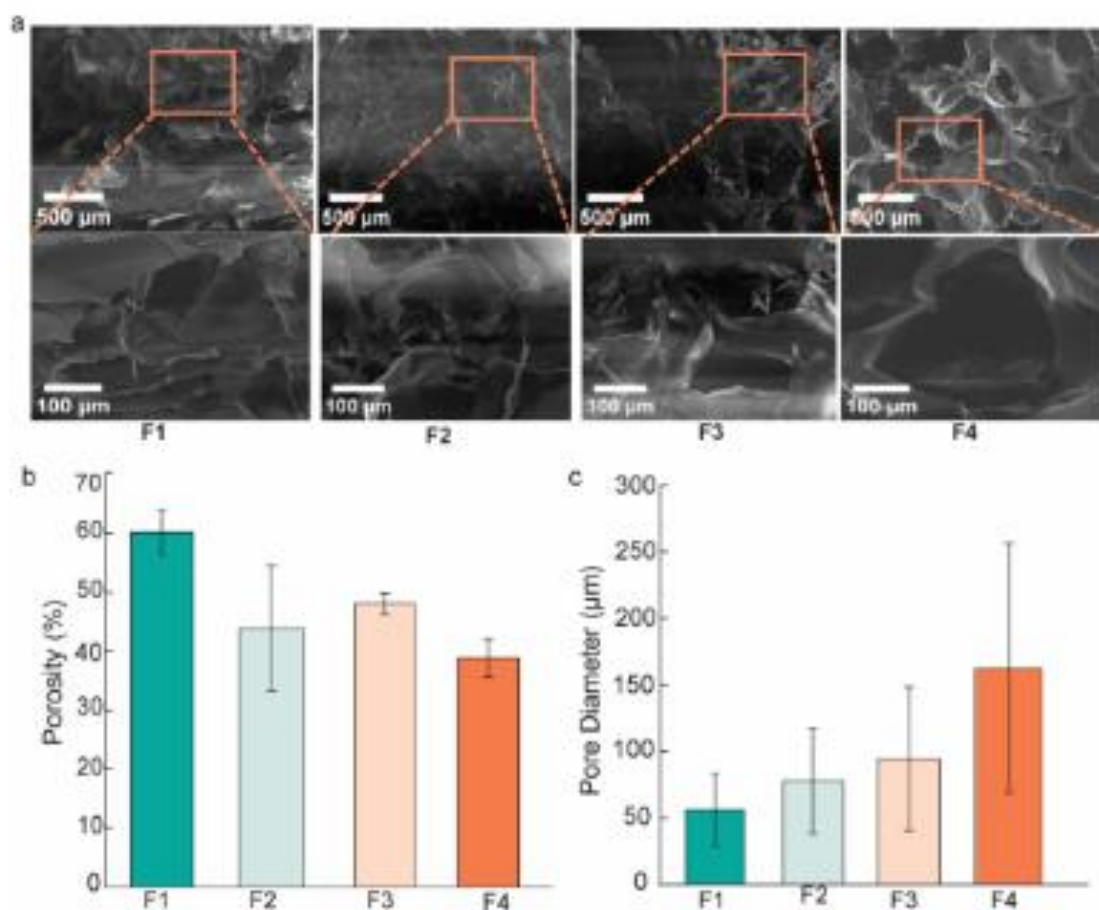 a
500 μm 500 μm 500 μm 500 μm
100 μm 100 μm 100 μm 100 μm
F1 F2 F3 F4
b
Porosity (%)
70
60
50
40
30
20
10
0
F1 F2 F3 F4
c
Pore Diameter (μm)
300
250
200
150
100
50
0
F1 F2 F3 F4